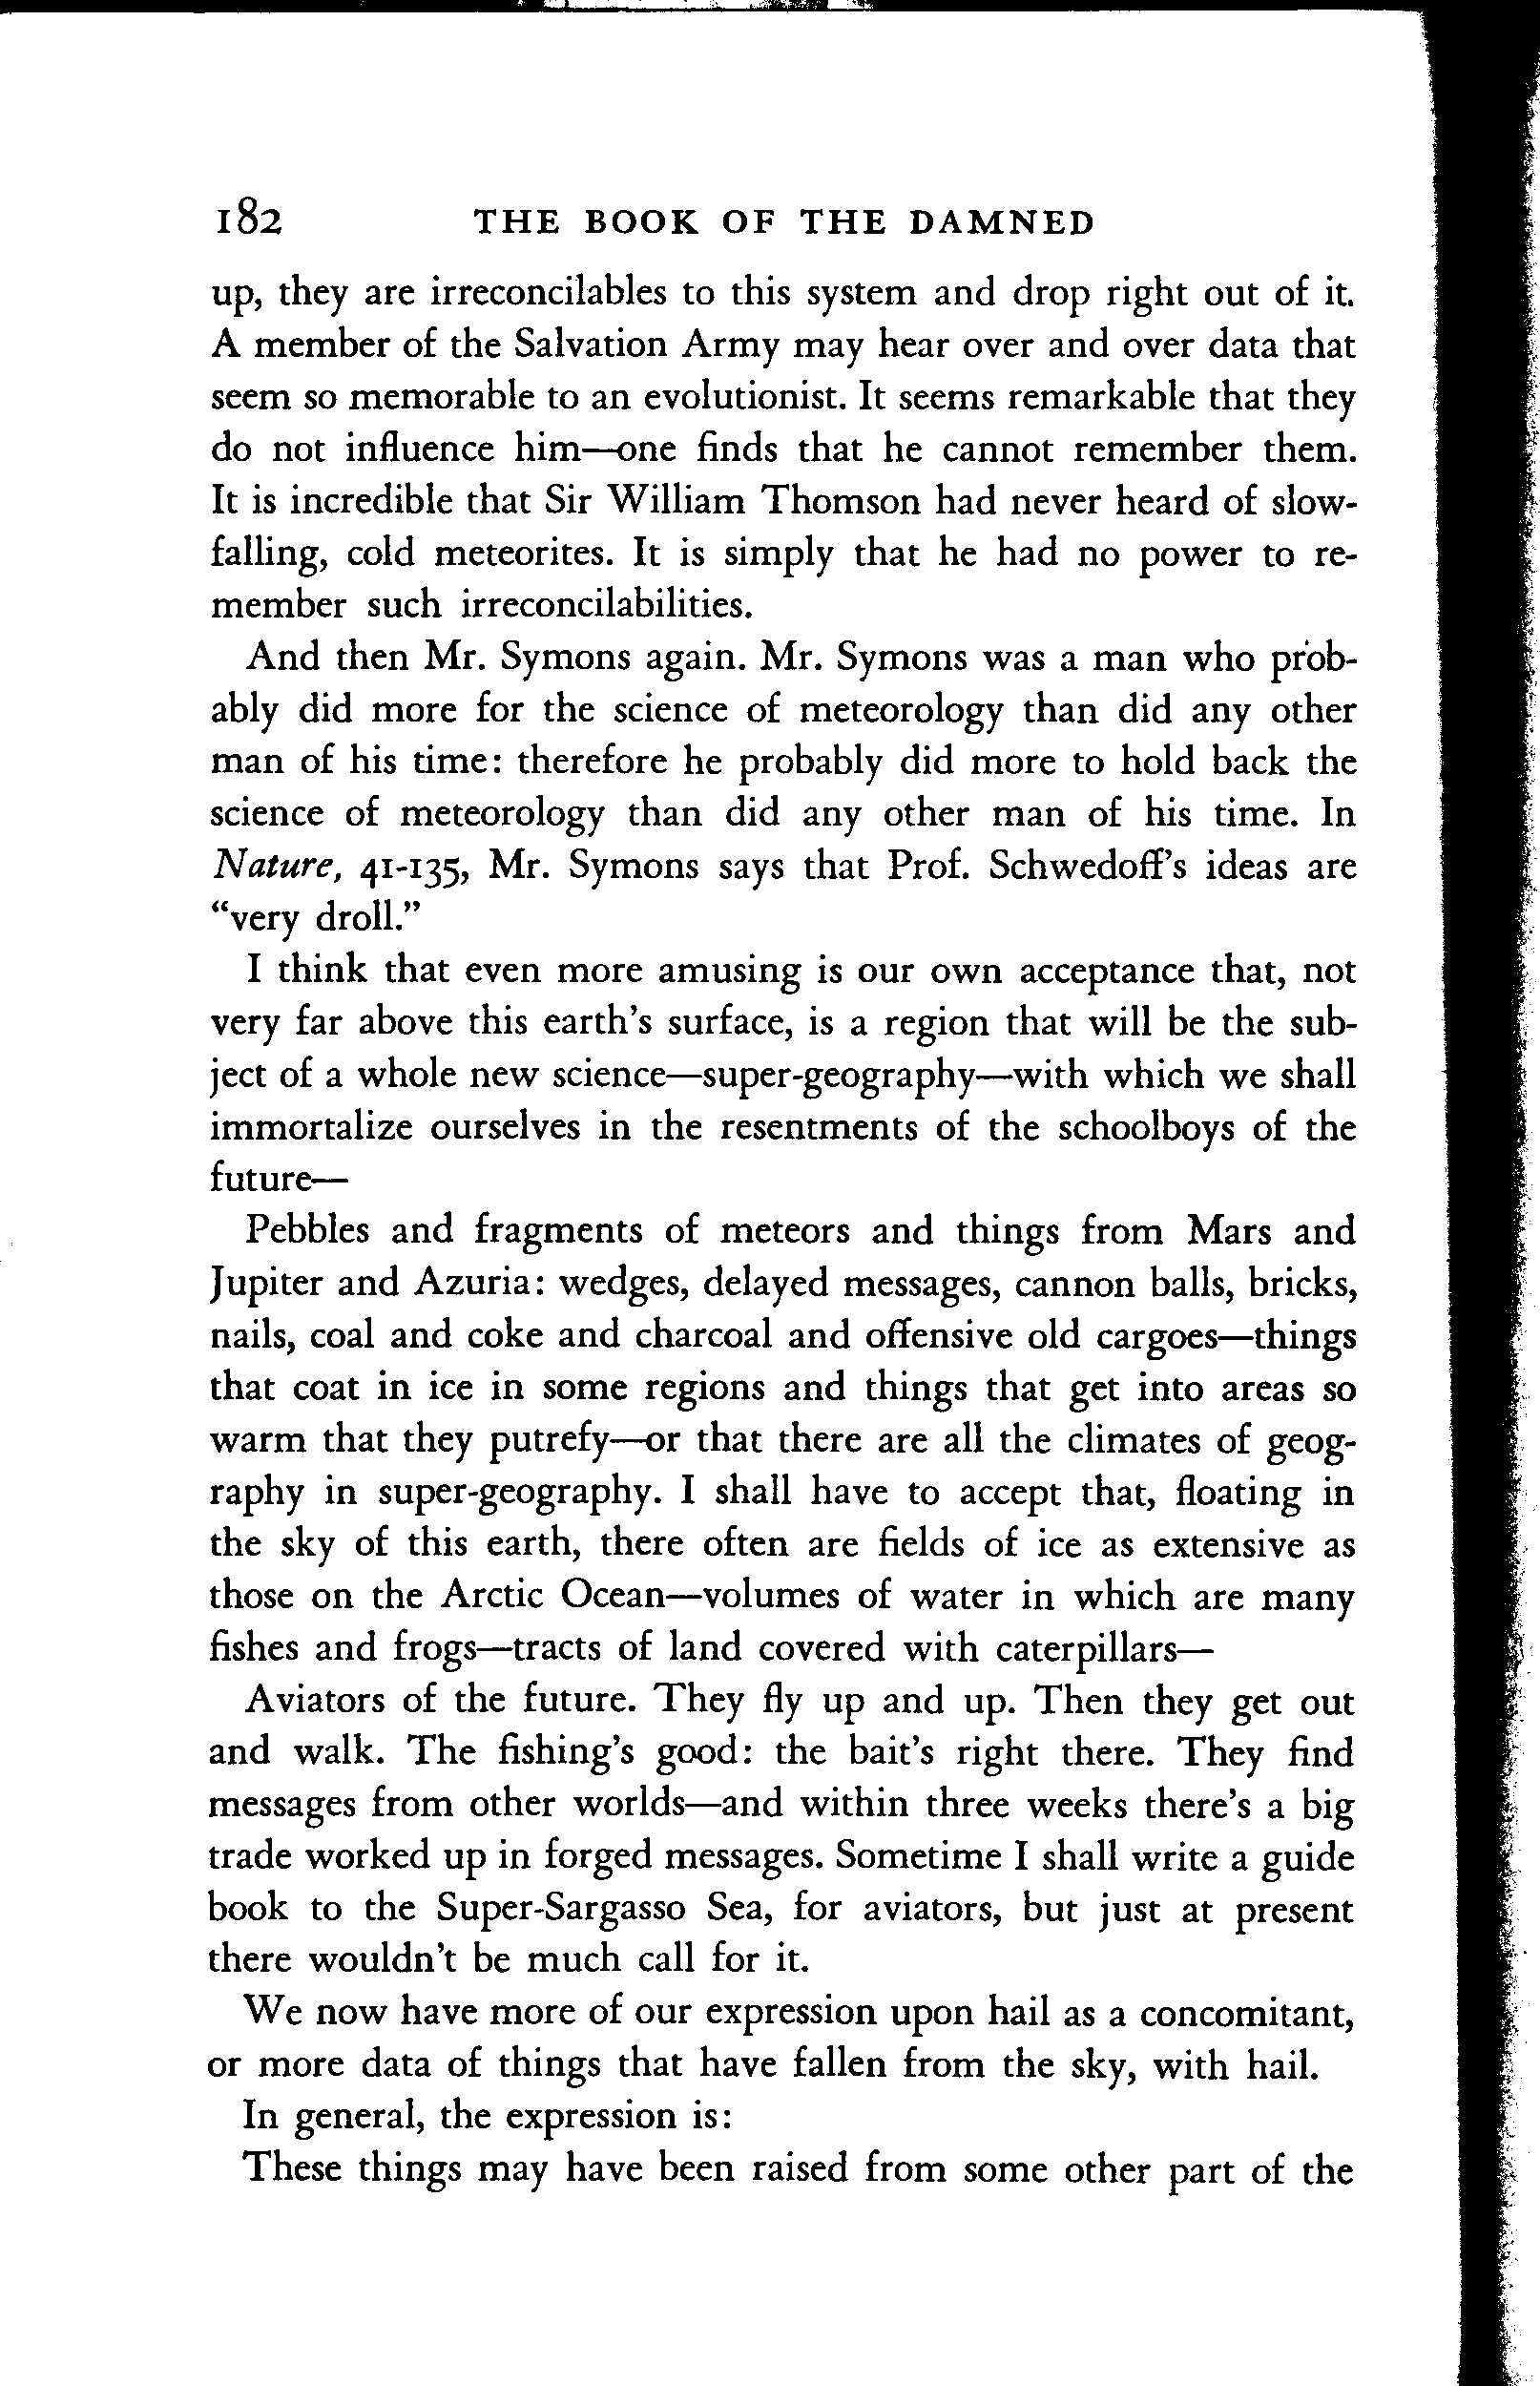 182 THE BOOK OF THE DAMNED
up, they are irreconcilables to this system and drop right out of it.
A member of the Salvation Army may hear over and over data that
seem so memorable to an evolutionist. It seems remarkable that they
do not influence him—one finds that he cannot remember them.
It is incredible that Sir William Thomson had never heard of slow-
falling, cold meteorites. It is simply that he had no power to re-
member such irreconcilabilities.
And then Mr. Symons again. Mr. Symons was a man who prob-
ably did more for the science of meteorology than did any other
man of his time: therefore he probably did more to hold back the
science of meteorology than did any other man of his time. In
Nature, 41-135, Mr. Symons says that Prof. Schwedoff's ideas are
"very droll."
I think that even more amusing is our own acceptance that, not
very far above this earth's surface, is a region that will be the sub-
ject of a whole new science—super-geography—with which we shall
immortalize ourselves in the resentments of the schoolboys of the
future—
Pebbles and fragments of meteors and things from Mars and
Jupiter and Azuria: wedges, delayed messages, cannon balls, bricks,
nails, coal and coke and charcoal and offensive old cargoes—things
that coat in ice in some regions and things that get into areas so
warm that they putrefy—or that there are all the climates of geog-
raphy in super-geography. I shall have to accept that, floating in
the sky of this earth, there often are fields of ice as extensive as
those on the Arctic Ocean—volumes of water in which are many
fishes and frogs—tracts of land covered with caterpillars—
Aviators of the future. They fly up and up. Then they get out
and walk. The fishing's good: the bait's right there. They find
messages from other worlds—and within three weeks there's a big
trade worked up in forged messages. Sometime I shall write a guide
book to the Super-Sargasso Sea, for aviators, but just at present
there wouldn't be much call for it.
We now have more of our expression upon hail as a concomitant,
or more data of things that have fallen from the sky, with hail.
In general, the expression is:
These things may have been raised from some other part of the